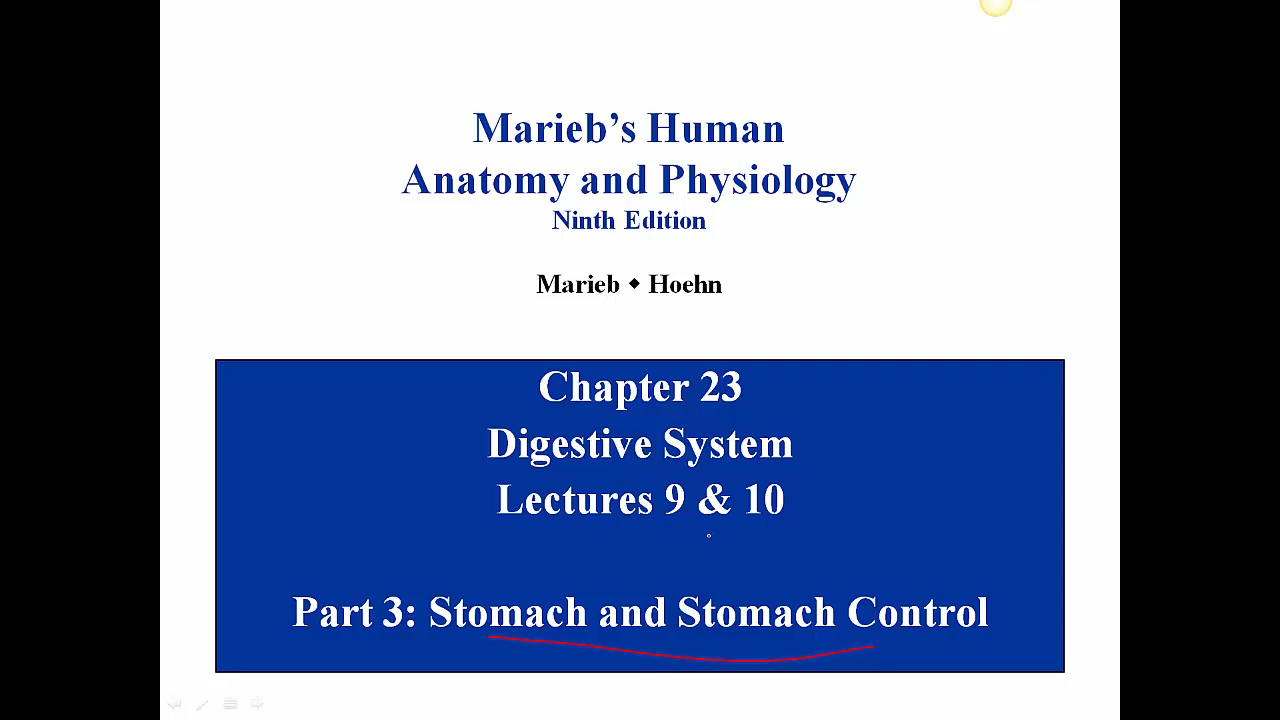 Marieb’s Human
Anatomy and Physiology
Ninth Edition
Marieb ◆ Hoehn
Chapter 23
Digestive System
Lectures 9 & 10
Part 3: Stomach and Stomach Control